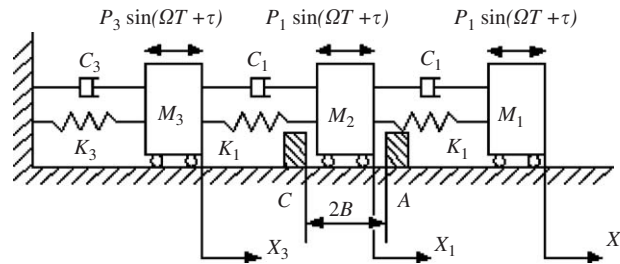 P₃ sin(ΩT +τ) P₁ sin(ΩT +τ) P₁ sin(ΩT +τ)
C₃ C₁ C₁
M₃ M₂ M₁
K₃ K₁ K₁
C 2B A
X₃ X₁ X